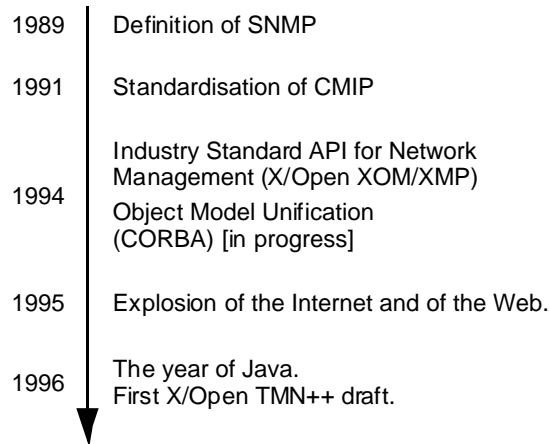 1989 Definition of SNMP
1991 Standardisation of CMIP
Industry Standard API for Network
Management (X/Open XOM/XMP)
1994
Object Model Unification
(CORBA) [in progress]
1995 Explosion of the Internet and of the Web.
The year of Java.
1996
First X/Open TMN++ draft.